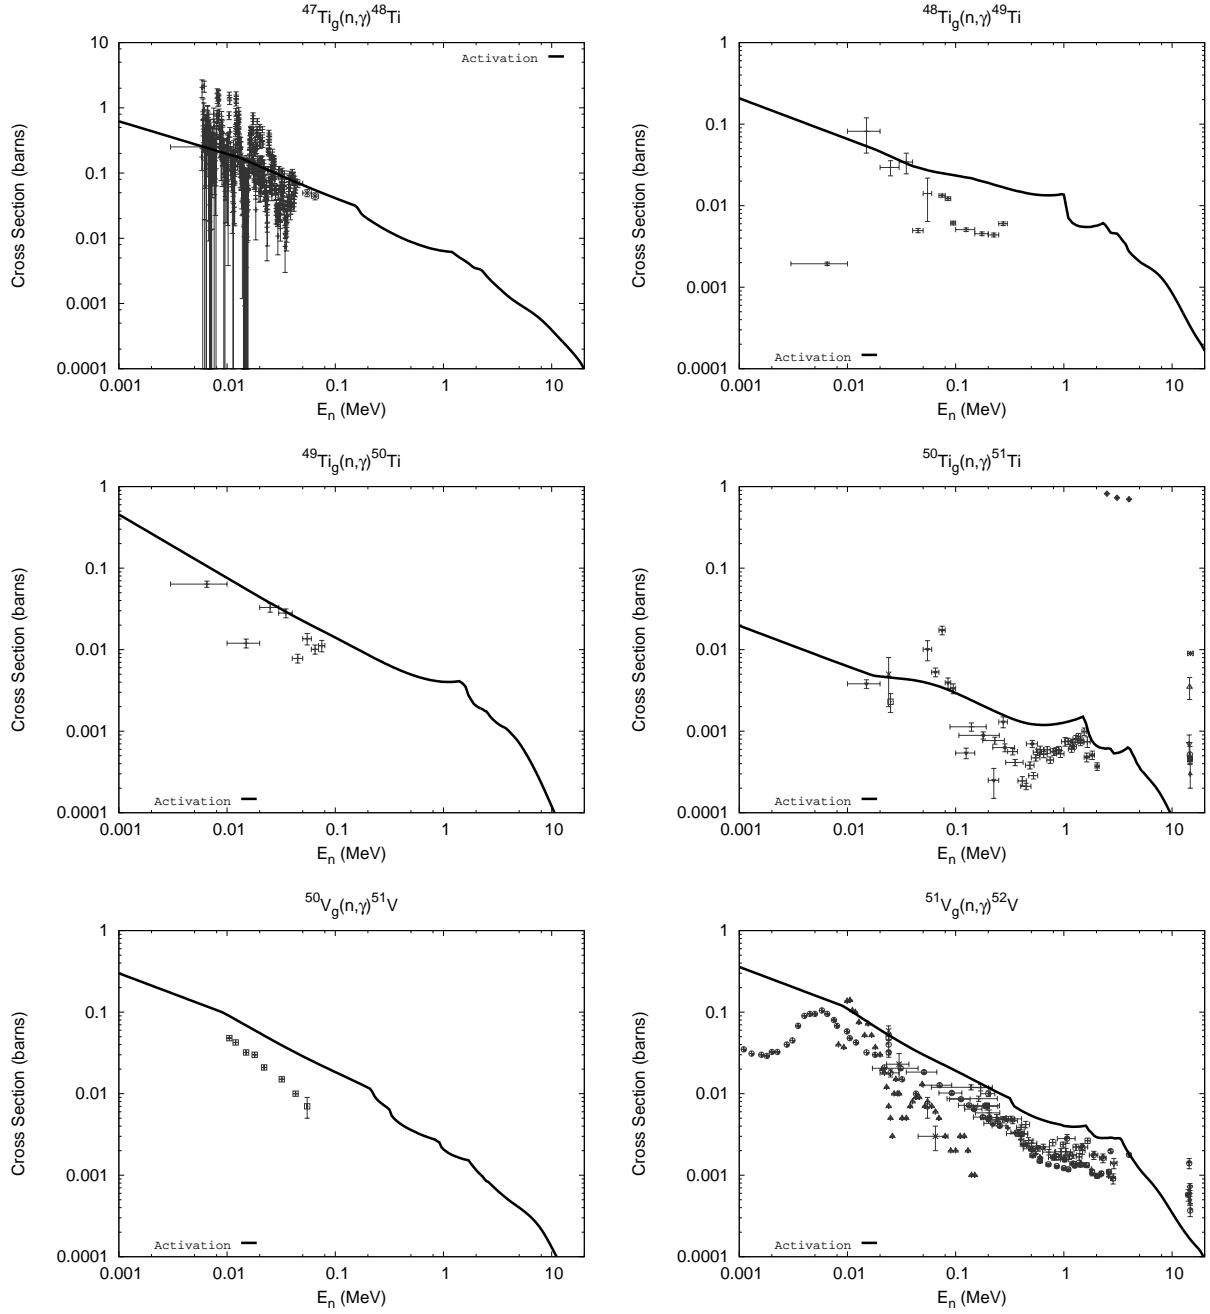 47Tig(n,γ)48Ti
10
1
0.1
0.01
0.001
0.0001
0.001
0.01
0.1
1
10
Cross Section (barns)
En (MeV)
Activation
48Tig(n,γ)49Ti
1
0.1
0.01
0.001
0.0001
0.001
0.01
0.1
1
10
Cross Section (barns)
En (MeV)
Activation
49Tig(n,γ)50Ti
1
0.1
0.01
0.001
0.0001
0.001
0.01
0.1
1
10
Cross Section (barns)
En (MeV)
Activation
50Tig(n,γ)51Ti
1
0.1
0.01
0.001
0.0001
0.001
0.01
0.1
1
10
Cross Section (barns)
En (MeV)
Activation
50Vg(n,γ)51V
1
0.1
0.01
0.001
0.0001
0.001
0.01
0.1
1
10
Cross Section (barns)
En (MeV)
Activation
51Vg(n,γ)52V
1
0.1
0.01
0.001
0.0001
0.001
0.01
0.1
1
10
Cross Section (barns)
En (MeV)
Activation